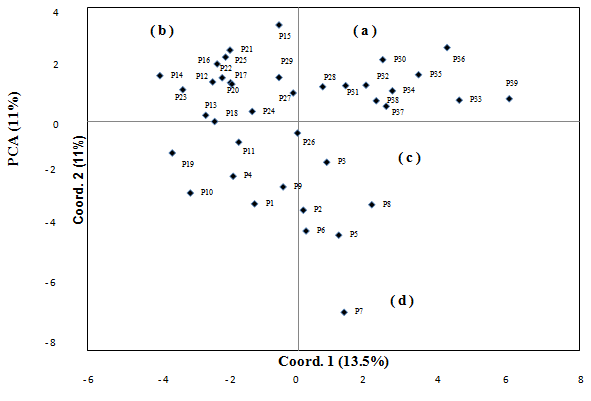 4
( b )
( a )
P15
P21
P16
P25
P30
P36
2
P22
P29
P14
P12
P17
P28
P32
P35
P39
P20
P31
P34
P23
P27
P38
P33
P13
P24
P37
0
P18
PCA (11%)
Coord. 2 (11%)
P11
P26
( c )
P19
P3
-2
P4
P10
P9
P1
P2
P8
-4
P6
P5
-6
P7
( d )
-8
Coord. 1 (13.5%)
-6 -4 -2 0 2 4 6 8